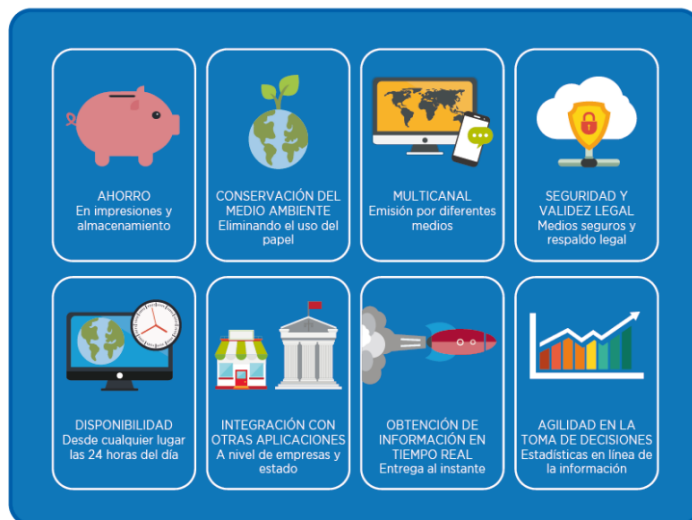 AHORRO
En impresiones y
almacenamiento
CONSERVACIÓN DEL
MEDIO AMBIENTE
Eliminando el uso del
papel
MULTICANAL
Emisión por diferentes
medios
SEGURIDAD Y
VALIDEZ LEGAL
Medios seguros y
respaldo legal
DISPONIBILIDAD
Desde cualquier lugar
las 24 horas del día
INTEGRACIÓN CON
OTRAS APLICACIONES
A nivel de empresas y
estado
OBTENCIÓN DE
INFORMACIÓN EN
TIEMPO REAL
Entrega al instante
AGILIDAD EN LA
TOMA DE DECISIONES
Estadísticas en línea de
la información